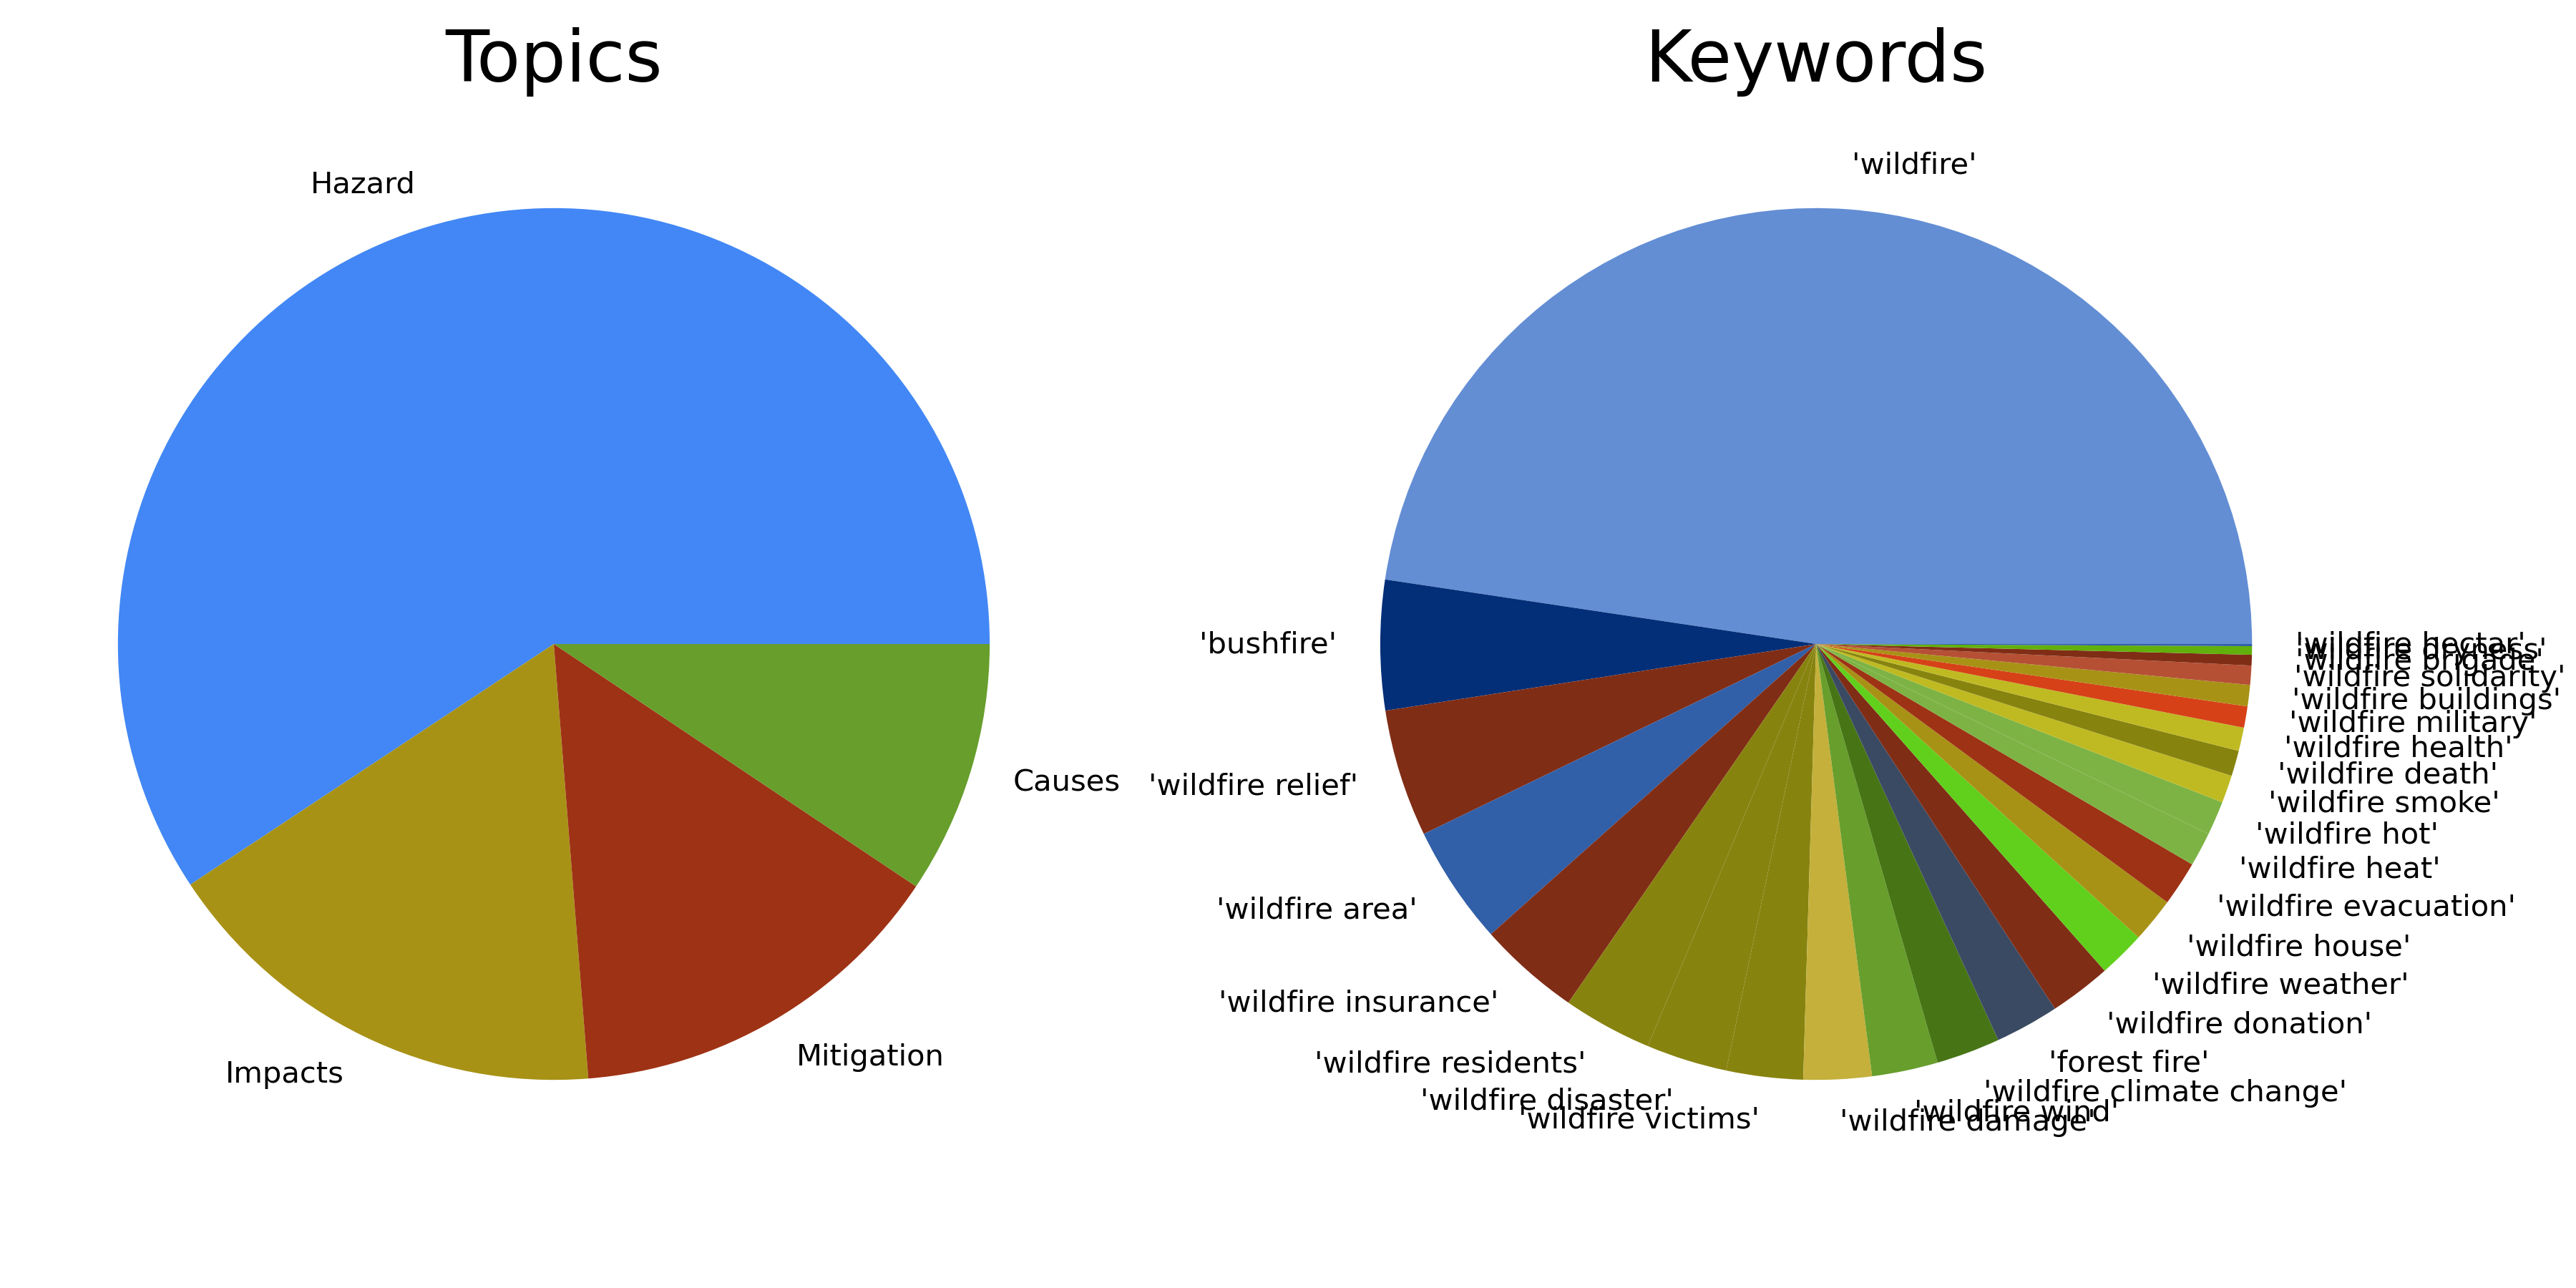 Topics
Hazard
Impacts
Mitigation
Causes
Keywords
'wildfire'
'bushfire'
'wildfire relief'
'wildfire area'
'wildfire insurance'
'wildfire residents'
'wildfire disaster'
'wildfire victims'
'wildfire damage'
'wildfire wind'
'wildfire climate change'
'forest fire'
'wildfire donation'
'wildfire weather'
'wildfire house'
'wildfire evacuation'
'wildfire heat'
'wildfire hot'
'wildfire smoke'
'wildfire death'
'wildfire health'
'wildfire military'
'wildfire buildings'
'wildfire solidarity'
'wildfire brigade'
'wildfire dryness'
'wildfire hectar'